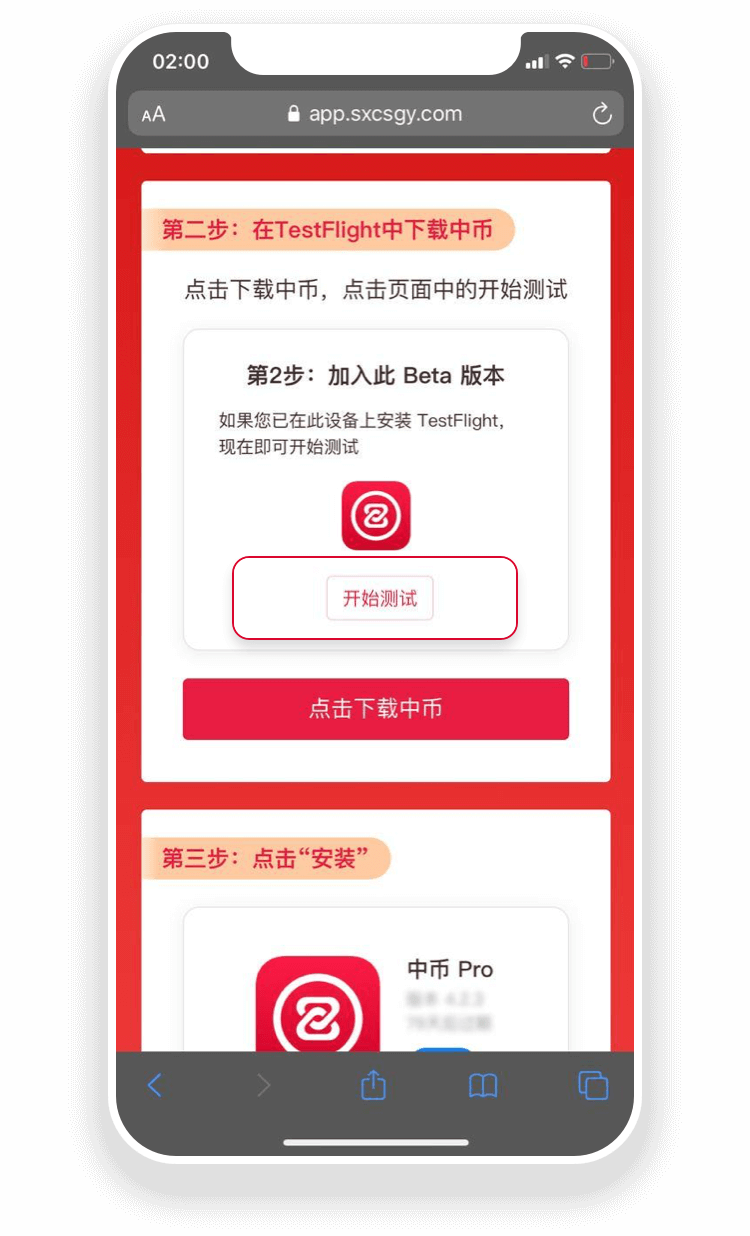 02:00
AA app.sxcsgy.com
第二步：在TestFlight中下载中币
点击下载中币，点击页面中的开始测试
第2步：加入此 Beta 版本
如果您已在此设备上安装 TestFlight，
现在即可开始测试
开始测试
点击下载中币
第三步：点击“安装”
中币 Pro